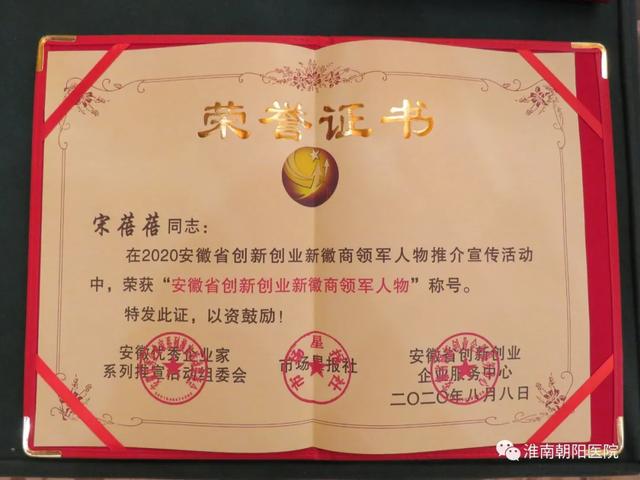 荣誉证书
宋蓓蓓同志：
在2020安徽省创新创业新徽商领军人物推介宣传活动
中，荣获“安徽省创新创业新徽商领军人物”称号。
特发此证，以资鼓励！
安徽优秀企业家
系列推宣活动组委会
市场星报社
市场星报社
安徽省创新创业
企业服务中心
二〇二〇年八月八日
淮南朝阳医院